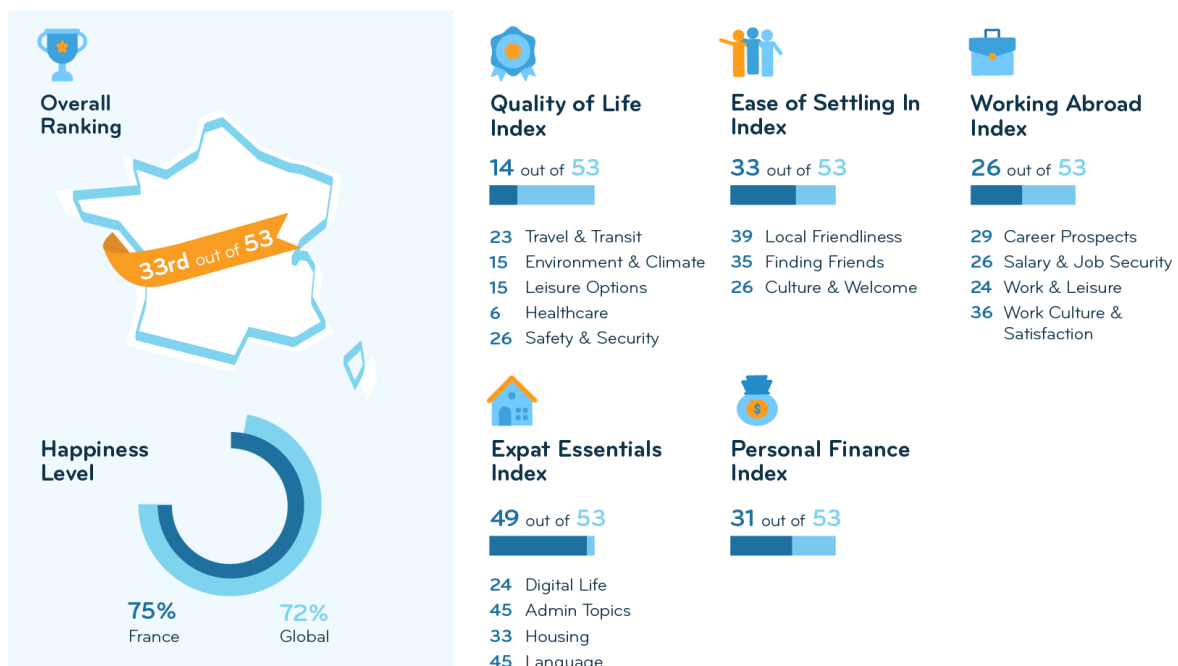 Overall
Ranking
33rd out of 53
Happiness
Level
75%
France
72%
Global
Quality of Life
Index
14 out of 53
23 Travel & Transit
15 Environment & Climate
15 Leisure Options
6 Healthcare
26 Safety & Security
Ease of Settling In
Index
33 out of 53
39 Local Friendliness
35 Finding Friends
26 Culture & Welcome
Working Abroad
Index
26 out of 53
29 Career Prospects
26 Salary & Job Security
24 Work & Leisure
36 Work Culture &
Satisfaction
Expat Essentials
Index
49 out of 53
24 Digital Life
45 Admin Topics
33 Housing
45 Language
Personal Finance
Index
31 out of 53
$